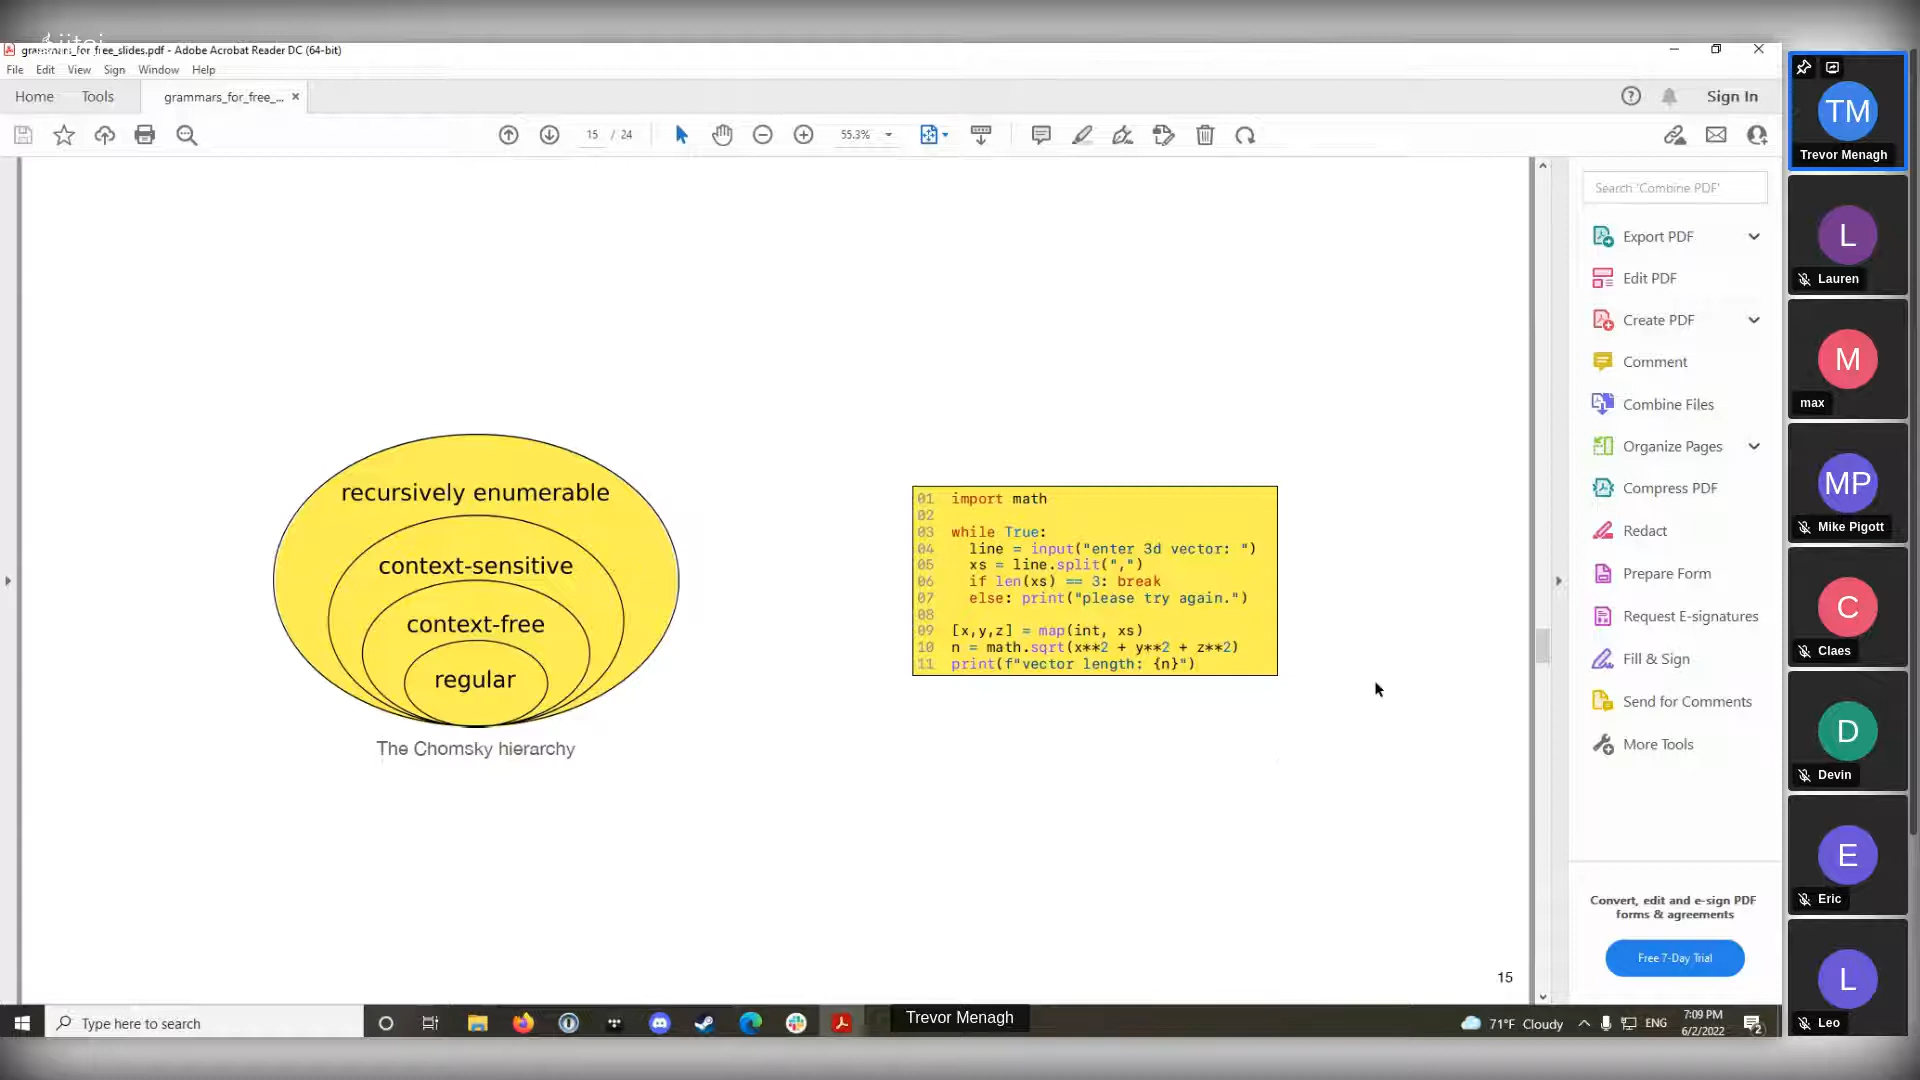 grammars_for_free_slides.pdf - Adobe Acrobat Reader DC (64-bit)
File Edit View Sign Window Help
Home Tools grammars_for_free_... × Sign In
15 / 24 55.3%
Search 'Combine PDF'
Export PDF
Edit PDF
Create PDF
Comment
Combine Files
Organize Pages
Compress PDF
Redact
Prepare Form
Request E-signatures
Fill & Sign
Send for Comments
More Tools
Convert, edit and e-sign PDF
forms & agreements
Free 7-Day Trial
recursively enumerable
context-sensitive
context-free
regular
The Chomsky hierarchy
01 import math
02
03 while True:
04 line = input("enter 3d vector: ")
05 xs = line.split(",")
06 if len(xs) == 3: break
07 else: print("please try again.")
08
09 [x,y,z] = map(int, xs)
10 n = math.sqrt(x**2 + y**2 + z**2)
11 print(f"vector length: {n}")
15
TM
Trevor Menagh
L
Lauren
M
max
MP
Mike Pigott
C
Claes
D
Devin
E
Eric
L
Leo
Type here to search
Trevor Menagh
71°F Cloudy
ENG
7:09 PM
6/2/2022
2